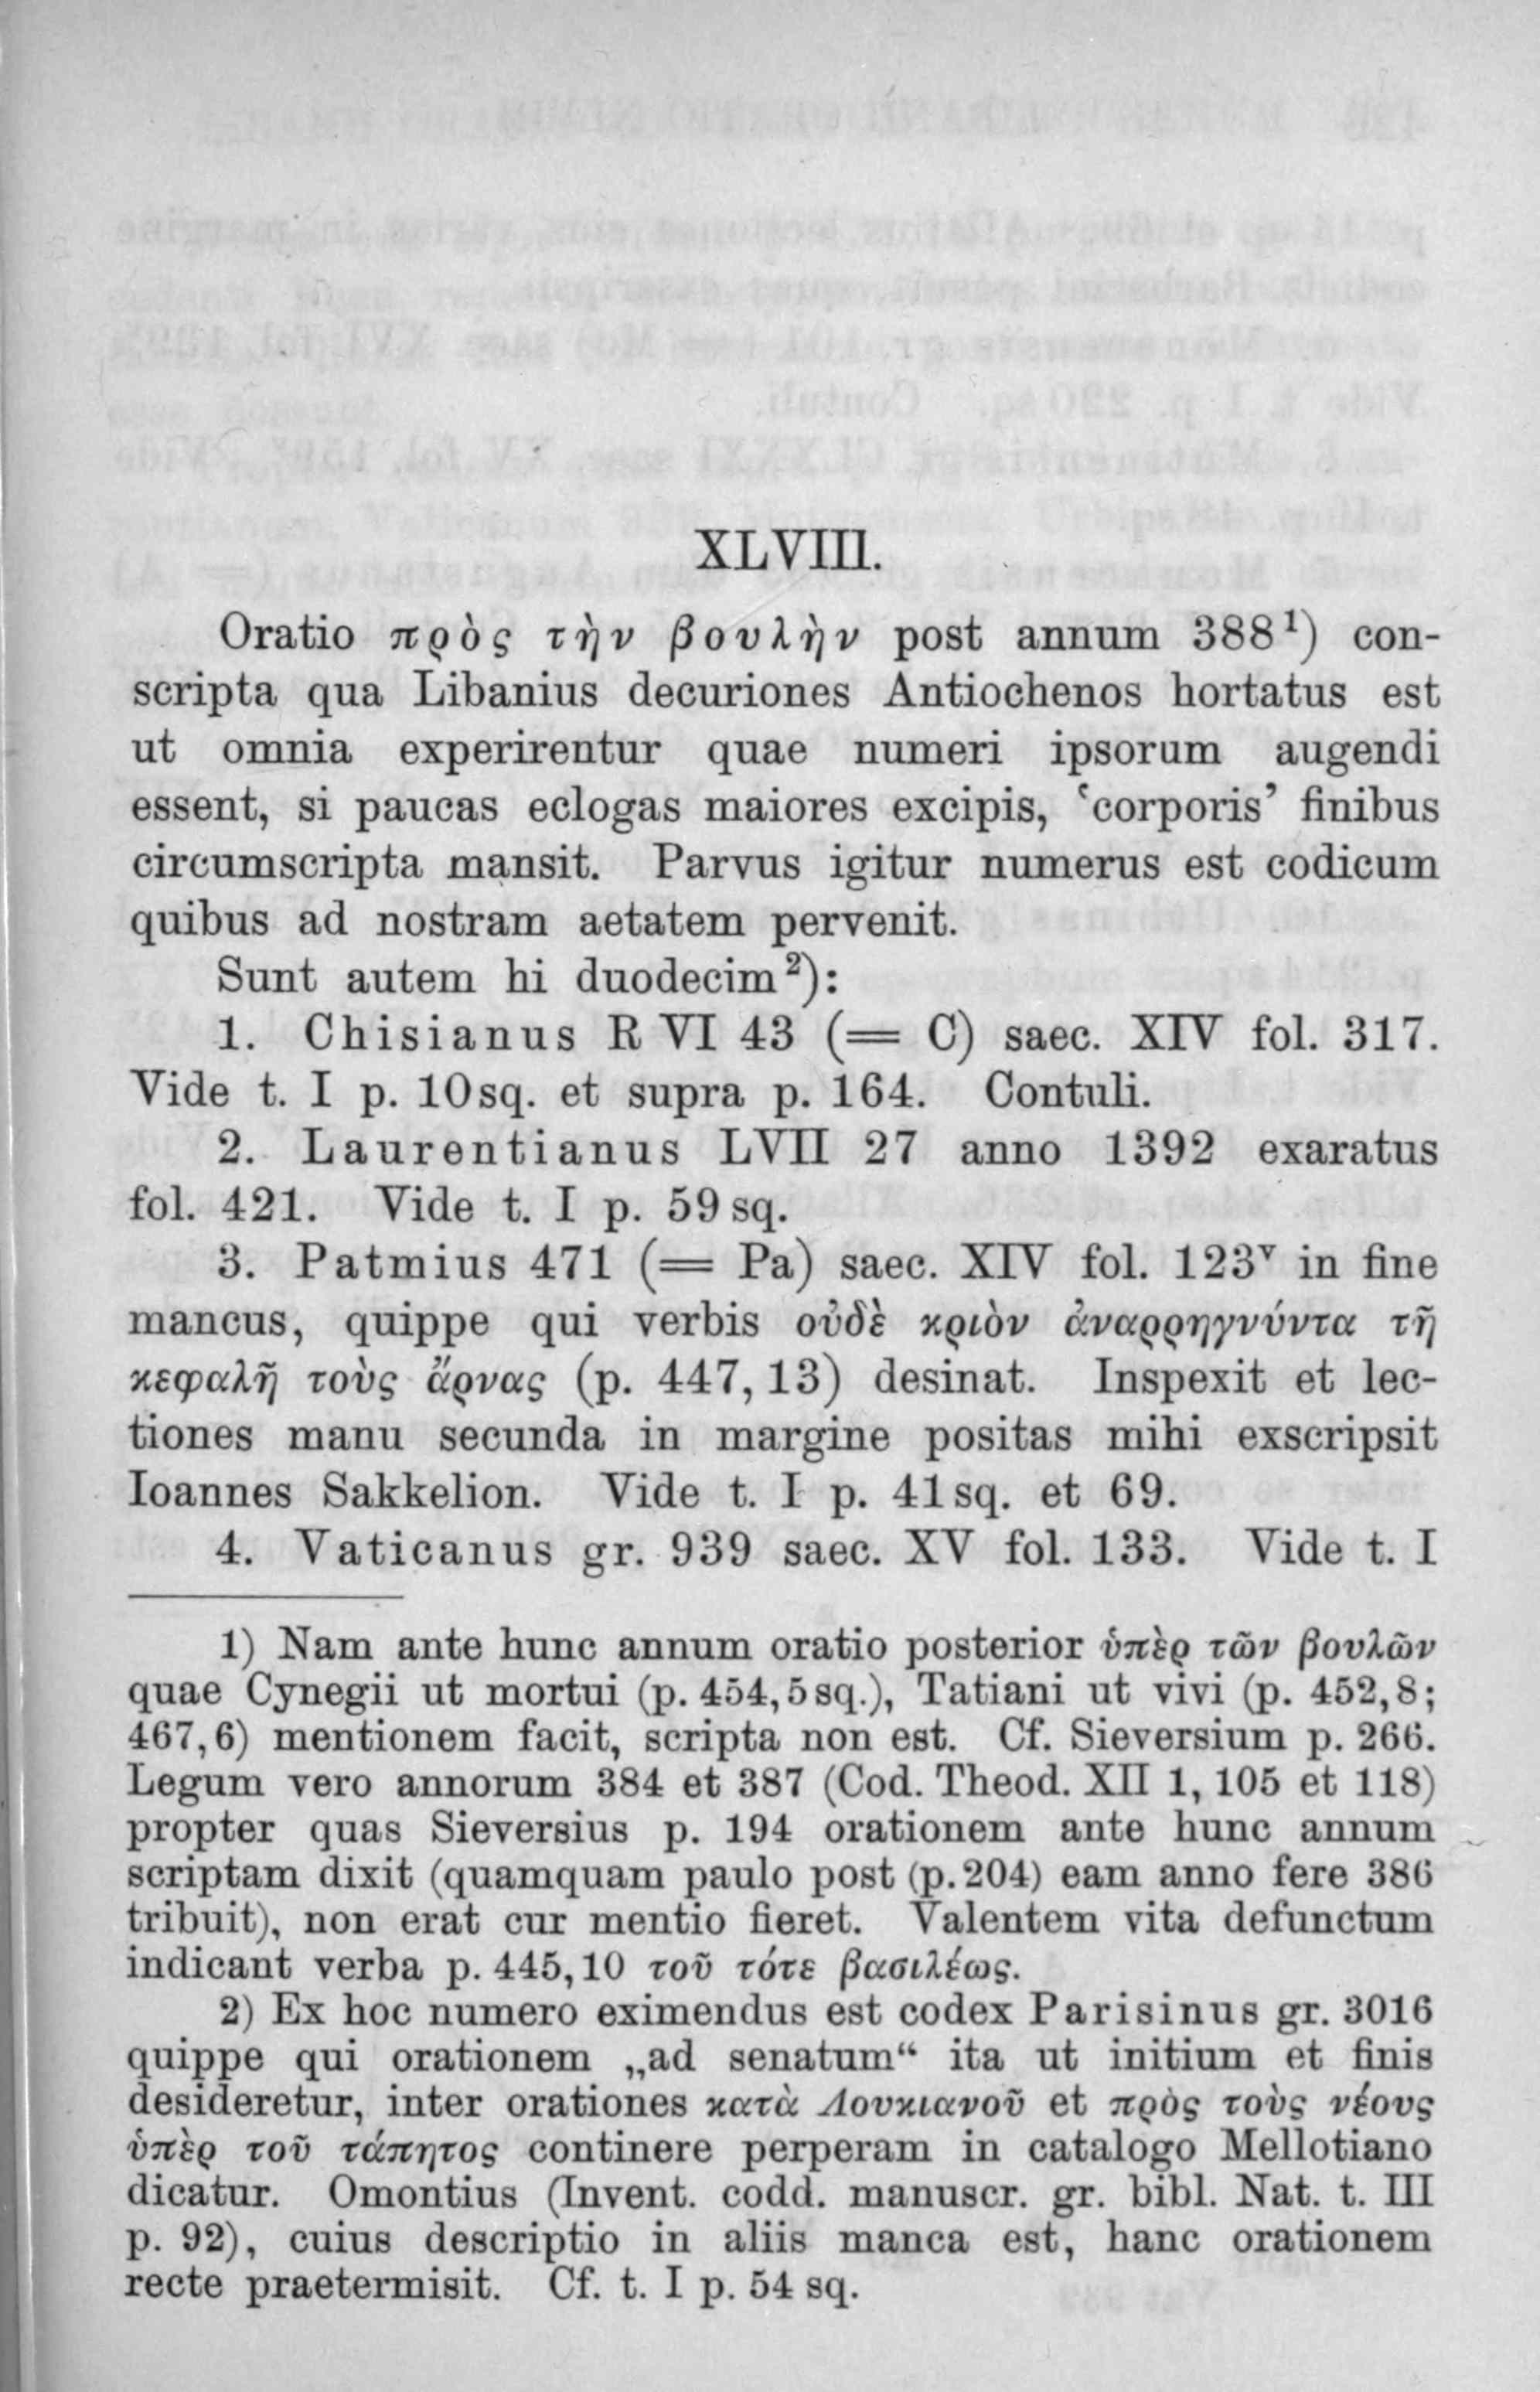 XLVIII.
Oratio πρὸς τὴν βουλὴν post annum 388¹) con-
scripta qua Libanius decuriones Antiochenos hortatus est
ut omnia experirentur quae numeri ipsorum augendi
essent, si paucas eclogas maiores excipis, ‘corporis’ finibus
circumscripta mansit. Parvus igitur numerus est codicum
quibus ad nostram aetatem pervenit.
Sunt autem hi duodecim²):
1. Chisianus R VI 43 (= C) saec. XIV fol. 317.
Vide t. I p. 10sq. et supra p. 164. Contuli.
2. Laurentianus LVII 27 anno 1392 exaratus
fol. 421. Vide t. I p. 59 sq.
3. Patmius 471 (= Pa) saec. XIV fol. 123ᵛ in fine
mancus, quippe qui verbis οὐδὲ κριὸν ἀναρρηγνύντα τῇ
κεφαλῇ τοὺς ἄρνας (p. 447, 13) desinat. Inspexit et lec-
tiones manu secunda in margine positas mihi exscripsit
Ioannes Sakkelion. Vide t. I p. 41sq. et 69.
4. Vaticanus gr. 939 saec. XV fol. 133. Vide t. I
1) Nam ante hunc annum oratio posterior ὑπὲρ τῶν βουλῶν
quae Cynegii ut mortui (p. 454, 5 sq.), Tatiani ut vivi (p. 452, 8;
467, 6) mentionem facit, scripta non est. Cf. Sieversium p. 266.
Legum vero annorum 384 et 387 (Cod. Theod. XII 1, 105 et 118)
propter quas Sieversius p. 194 orationem ante hunc annum
scriptam dixit (quamquam paulo post (p. 204) eam anno fere 386
tribuit), non erat cur mentio fieret. Valentem vita defunctum
indicant verba p. 445, 10 τοῦ τότε βασιλέως.
2) Ex hoc numero eximendus est codex Parisinus gr. 3016
quippe qui orationem „ad senatum“ ita ut initium et finis
desideretur, inter orationes κατὰ Λουκιανοῦ et πρὸς τοὺς νέους
ὑπὲρ τοῦ τάπητος continere perperam in catalogo Mellotiano
dicatur. Omontius (Invent. codd. manuscr. gr. bibl. Nat. t. III
p. 92), cuius descriptio in aliis manca est, hanc orationem
recte praetermisit. Cf. t. I p. 54 sq.